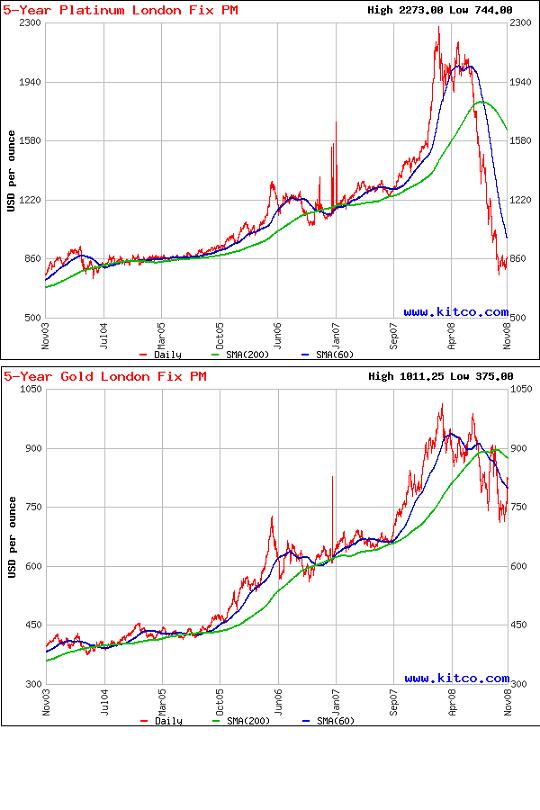 5-Year Platinum London Fix PM High 2273.00 Low 744.00
2300 2300
1940 1940
1580 1580
1220 1220
860 860
500 500
USD per ounce
www.kitco.com
Nov03 Jul04 Mar05 Oct05 Jun06 Jan07 Sep07 Apr08 Nov08
Daily SMA(200) SMA(60)
5-Year Gold London Fix PM High 1011.25 Low 375.00
1050 1050
900 900
750 750
600 600
450 450
300 300
USD per ounce
www.kitco.com
Nov03 Jul04 Mar05 Oct05 Jun06 Jan07 Sep07 Apr08 Nov08
Daily SMA(200) SMA(60)